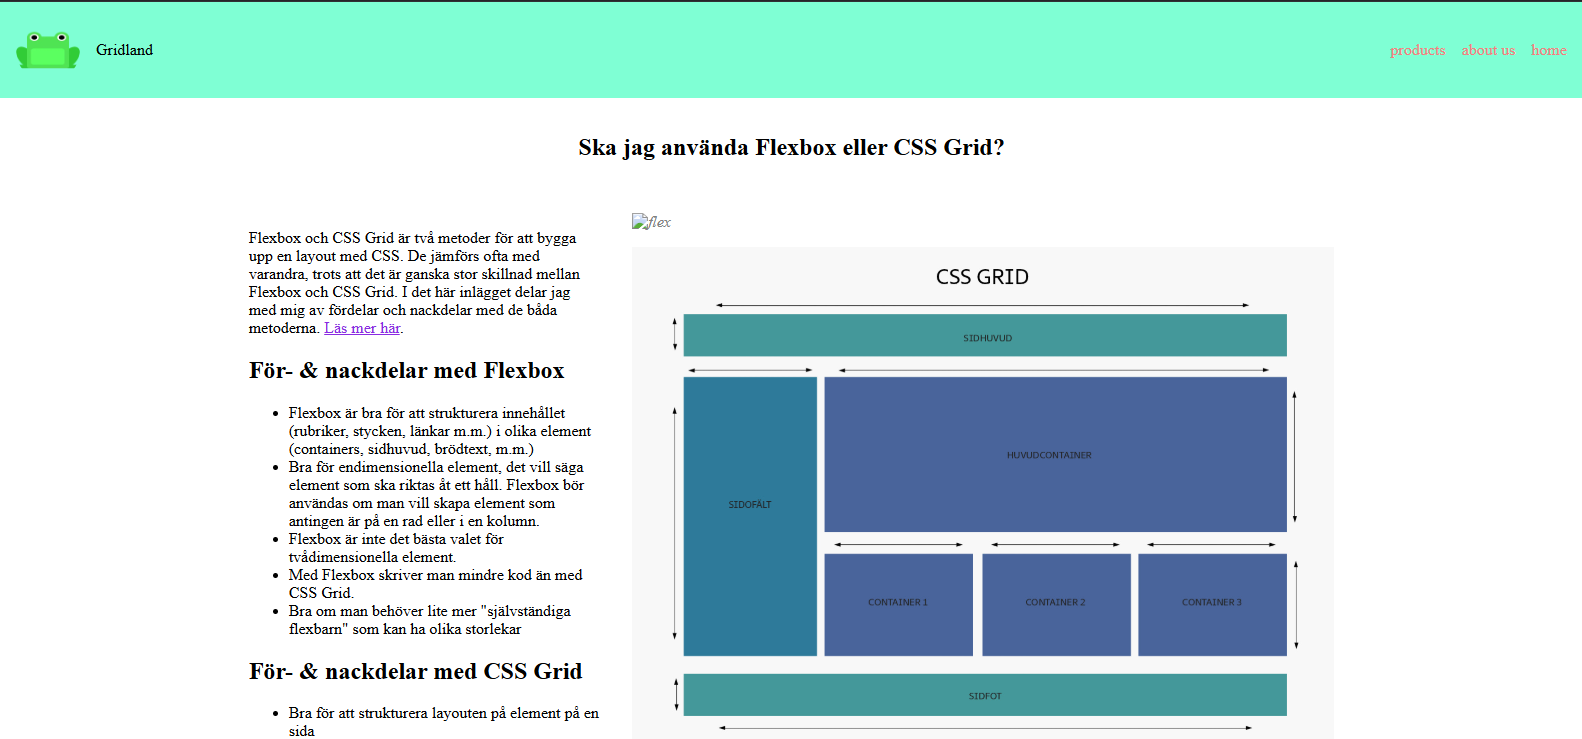 Gridland
products about us home
Ska jag använda Flexbox eller CSS Grid?
Flexbox och CSS Grid är två metoder för att bygga
upp en layout med CSS. De jämförs ofta med
varandra, trots att det är ganska stor skillnad mellan
Flexbox och CSS Grid. I det här inlägget delar jag
med mig av fördelar och nackdelar med de båda
metoderna. Läs mer här.
För- & nackdelar med Flexbox
Flexbox är bra för att strukturera innehållet
(rubriker, stycken, länkar m.m.) i olika element
(containers, sidhuvud, brödtext, m.m.)
Bra för endimensionella element, det vill säga
element som ska riktas åt ett håll. Flexbox bör
användas om man vill skapa element som
antingen är på en rad eller i en kolumn.
Flexbox är inte det bästa valet för
tvådimensionella element.
Med Flexbox skriver man mindre kod än med
CSS Grid.
Bra om man behöver lite mer "självständiga
flexbarn" som kan ha olika storlekar
För- & nackdelar med CSS Grid
Bra för att strukturera layouten på element på en
sida
flex
CSS GRID
SIDHUVUD
SIDOFÄLT
HUVUDCONTAINER
CONTAINER 1
CONTAINER 2
CONTAINER 3
SIDFOT